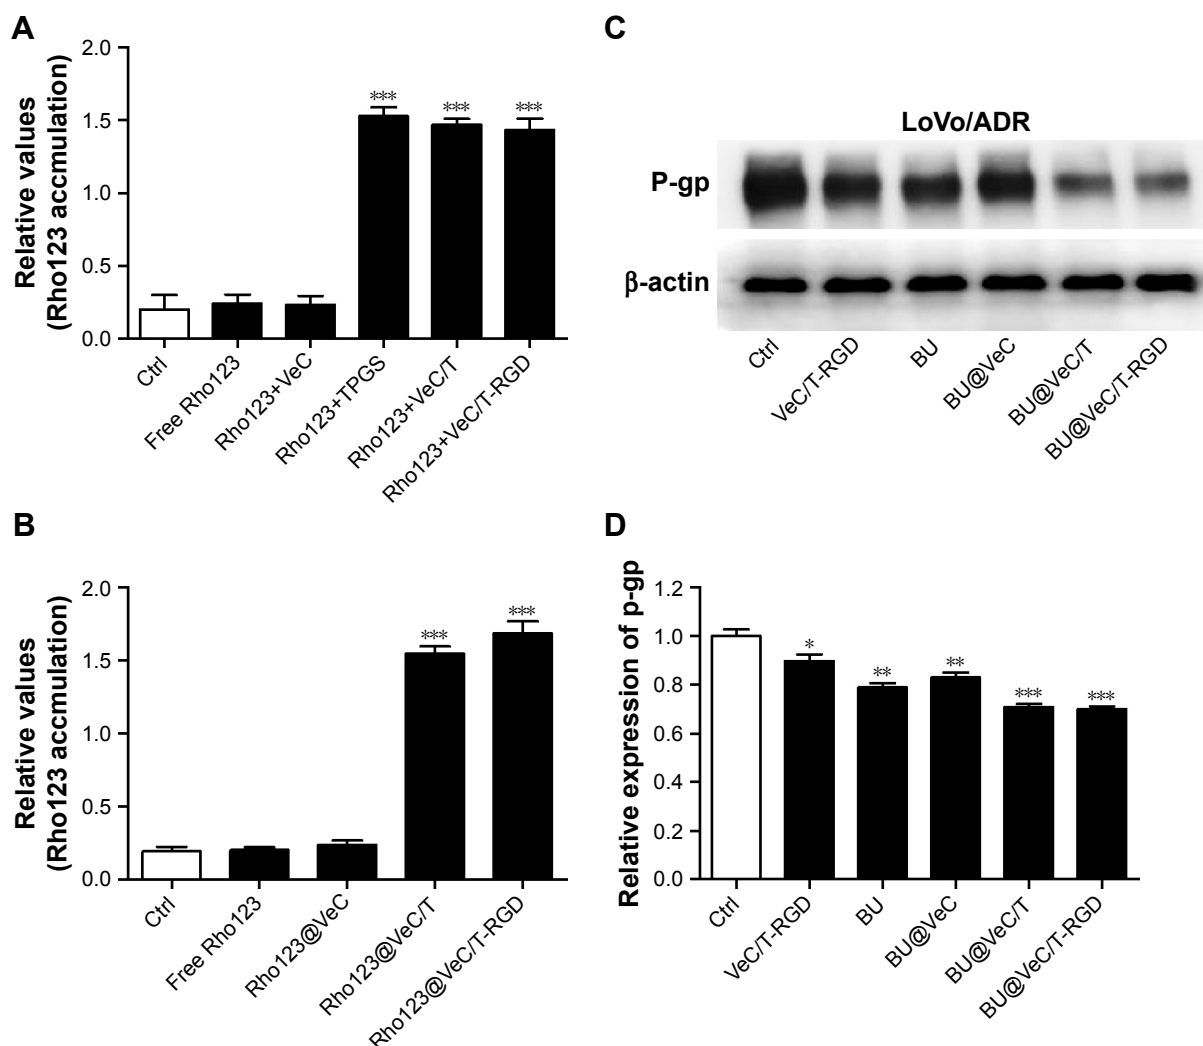 A
Relative values
(Rho123 accmulation)
2.0
1.5
1.0
0.5
0.0
***
***
***
Ctrl
Free Rho123
Rho123+VeC
Rho123+TPGS
Rho123+VeC/T
Rho123+VeC/T-RGD
C
LoVo/ADR
P-gp
β-actin
Ctrl
VeC/T-RGD
BU
BU@VeC
BU@VeC/T
BU@VeC/T-RGD
B
Relative values
(Rho123 accmulation)
2.0
1.5
1.0
0.5
0.0
***
***
Ctrl
Free Rho123
Rho123@VeC
Rho123@VeC/T
Rho123@VeC/T-RGD
D
Relative expression of p-gp
1.2
1.0
0.8
0.6
0.4
0.2
0.0
*
**
**
***
***
Ctrl
VeC/T-RGD
BU
BU@VeC
BU@VeC/T
BU@VeC/T-RGD